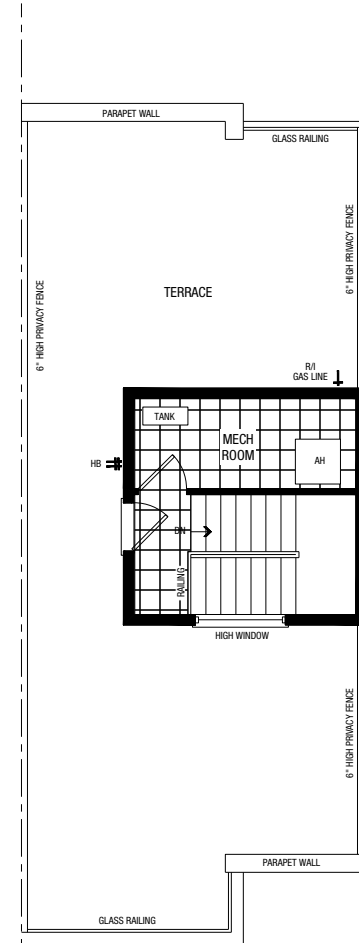 PARAPET WALL
GLASS RAILING
6" HIGH PRIVACY FENCE
6" HIGH PRIVACY FENCE
TERRACE
R/I
GAS LINE
TANK
MECH
ROOM
AH
HB
DN
RAILING
HIGH WINDOW
6" HIGH PRIVACY FENCE
PARAPET WALL
GLASS RAILING